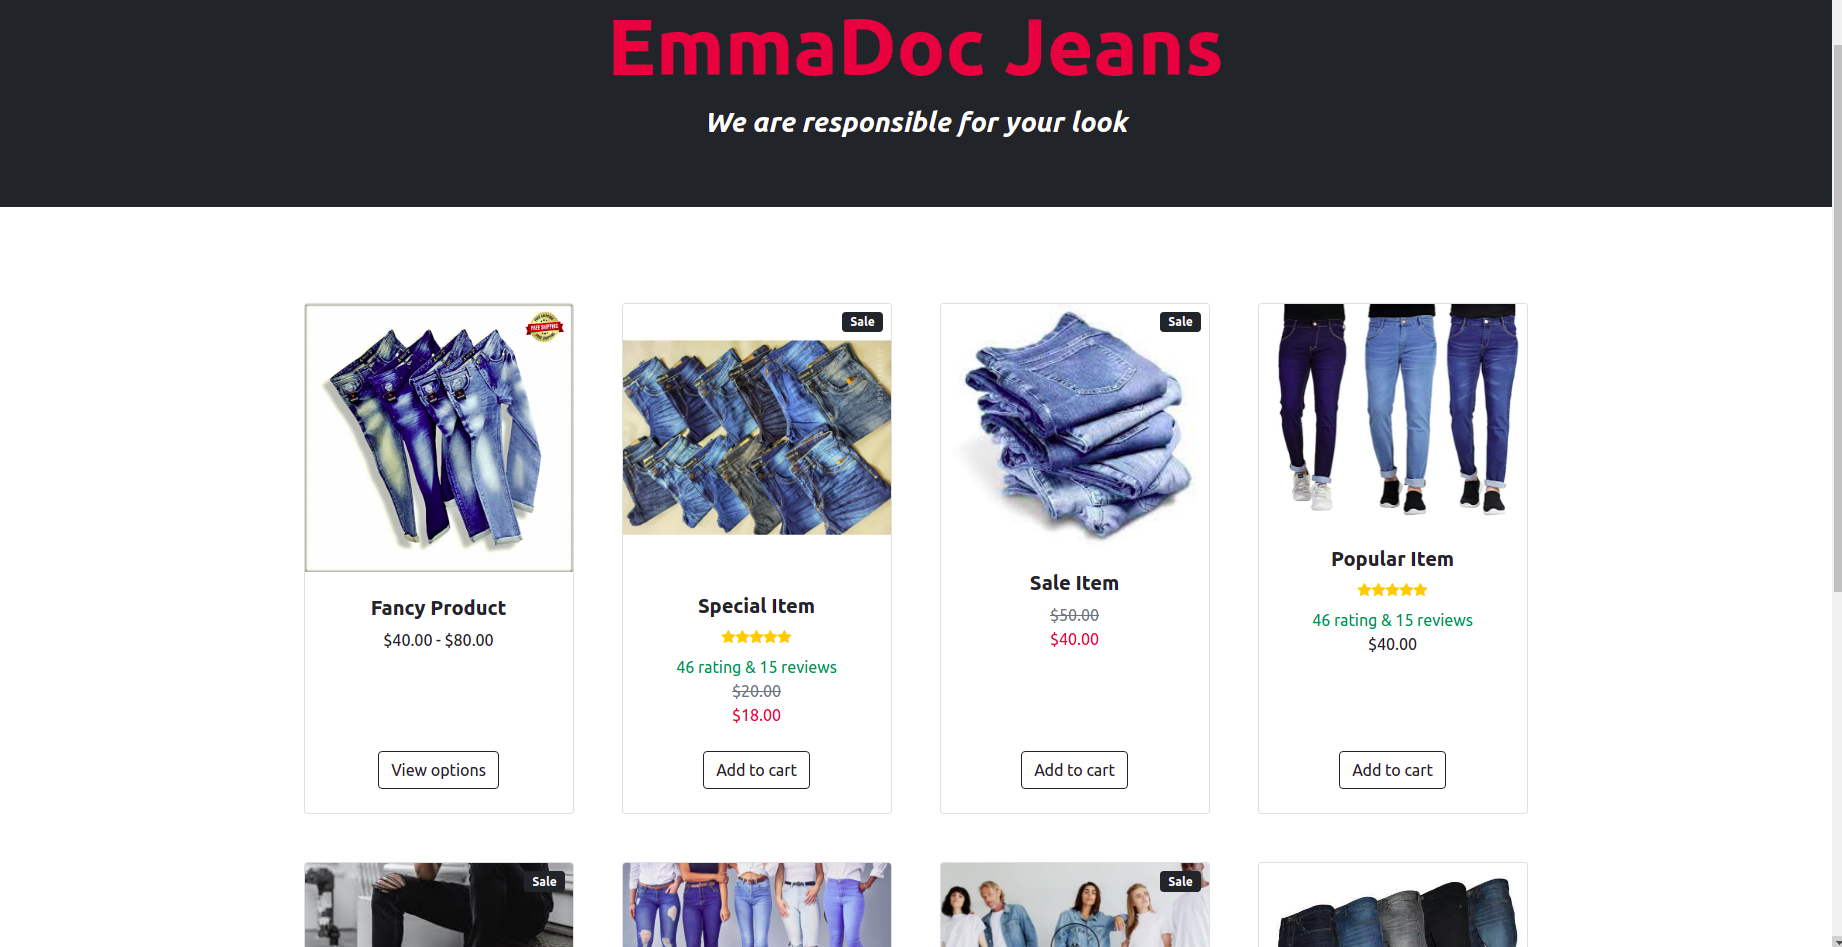 EmmaDoc Jeans
We are responsible for your look
FREE SHIPPING
Fancy Product
$40.00 - $80.00
View options
Sale
Special Item
46 rating & 15 reviews
$20.00
$18.00
Add to cart
Sale
Sale Item
$50.00
$40.00
Add to cart
Popular Item
46 rating & 15 reviews
$40.00
Add to cart
Sale
Sale